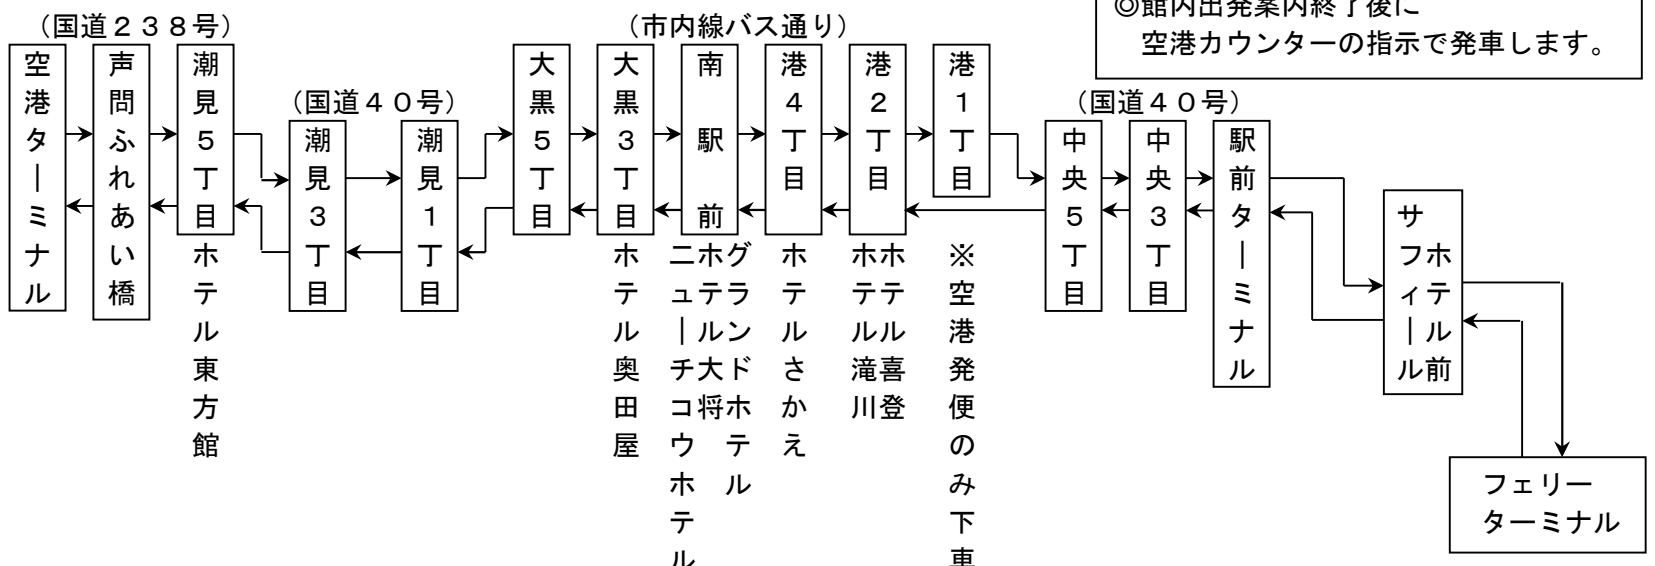 ◎館内出発案内終了後に
空港カウンターの指示で発車します。
（国道２３８号）
（市内線バス通り）
（国道４０号）
（国道４０号）
空港ターミナル
声問ふれあい橋
潮見５丁目
ホテル東方館
潮見３丁目
潮見１丁目
大黒５丁目
大黒３丁目
ホテル奥田屋
南駅前
グランドホテル
ホテル大将
ニューチコウホテル
港４丁目
ホテルさかえ
港２丁目
ホテル喜登
ホテル滝川
港１丁目
※空港発便のみ下車
中央５丁目
中央３丁目
駅前ターミナル
サフィールホテル前
フェリー
ターミナル